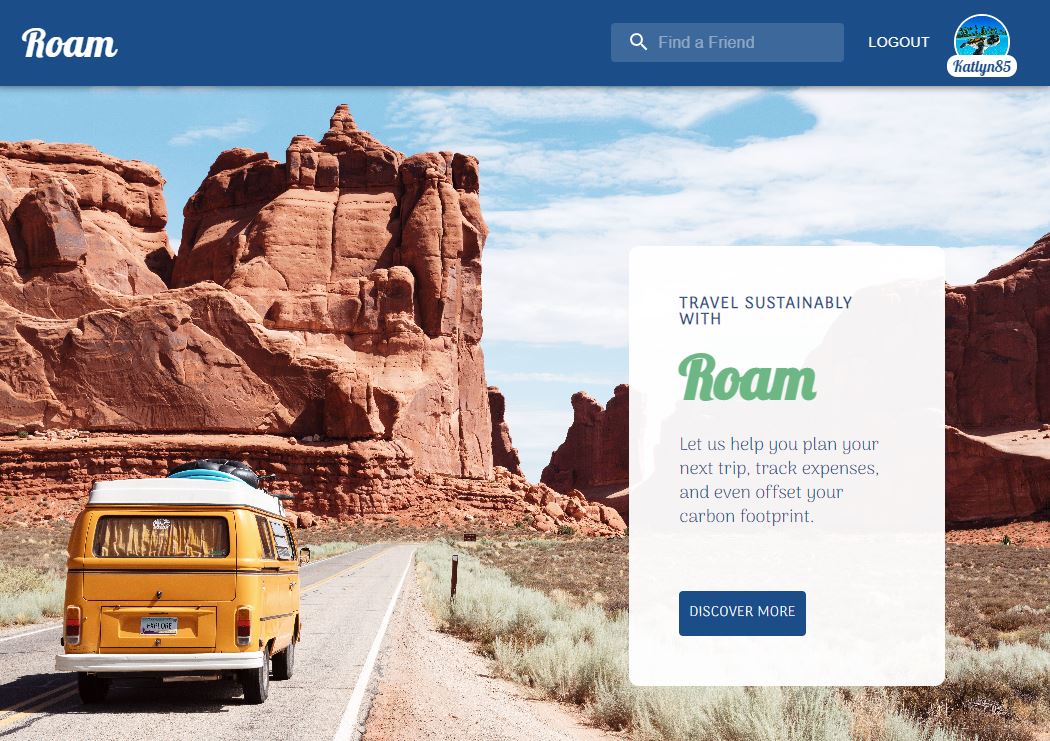 Roam
Find a Friend
LOGOUT
Katlyn85
TRAVEL SUSTAINABLY
WITH
Roam
Let us help you plan your
next trip, track expenses,
and even offset your
carbon footprint.
DISCOVER MORE
EXPLORE